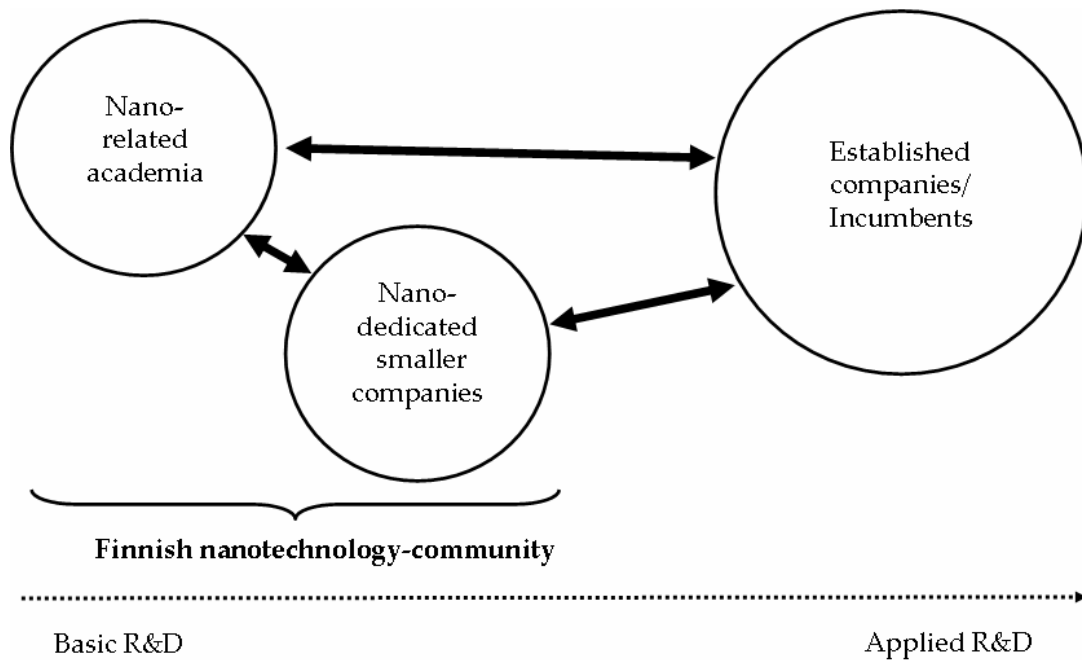 Nano-
related
academia
Established
companies/
Incumbents
Nano-
dedicated
smaller
companies
Finnish nanotechnology-community
Basic R&D
Applied R&D